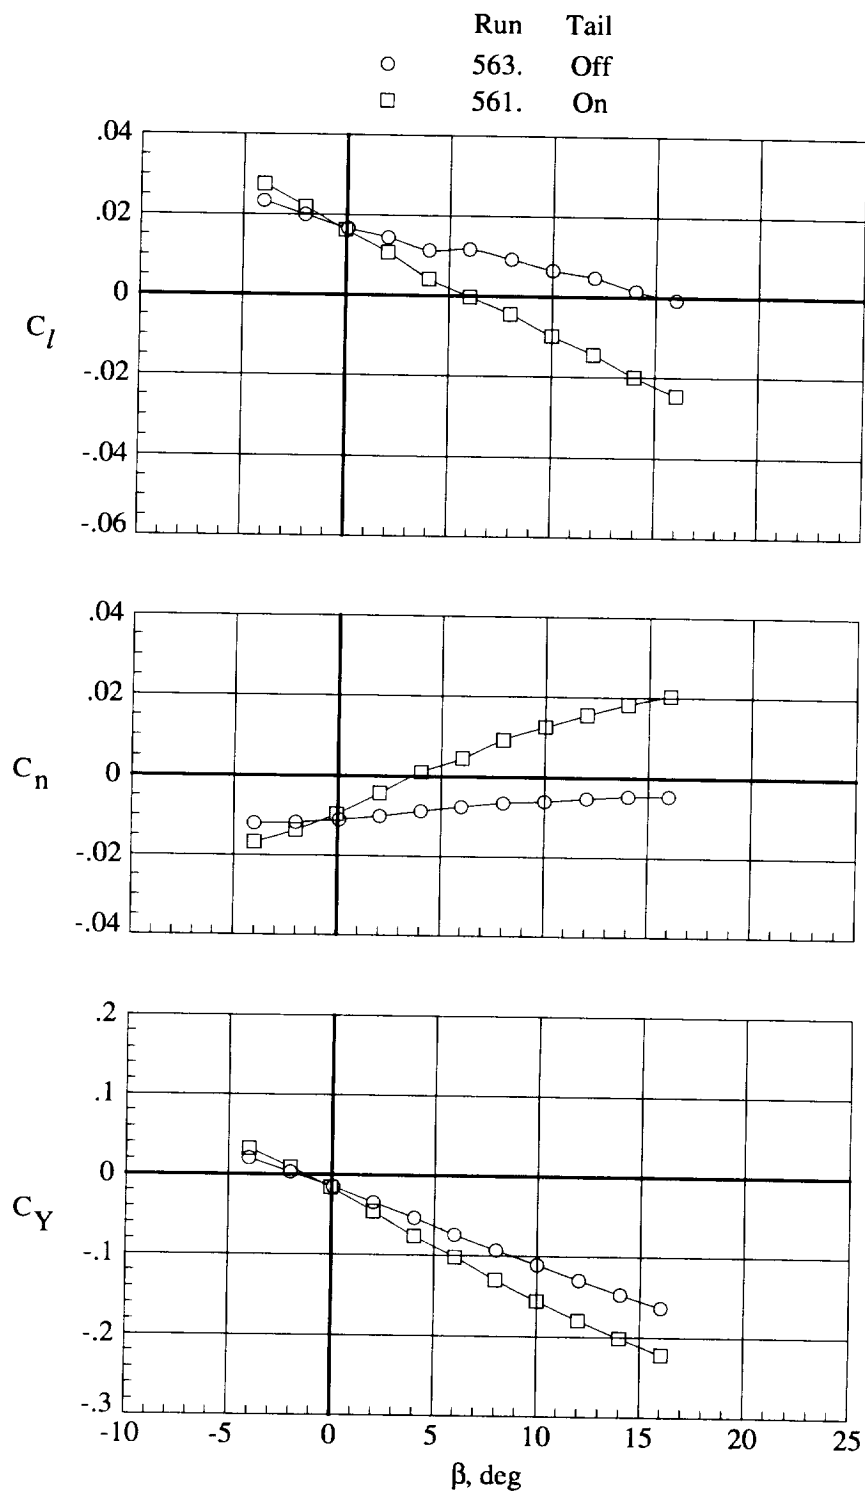 Run Tail
563. Off
561. On
.04
.02
0
-.02
-.04
-.06
C_l
.04
.02
0
-.02
-.04
C_n
.2
.1
0
-.1
-.2
-.3
C_Y
-10 -5 0 5 10 15 20 25
β, deg